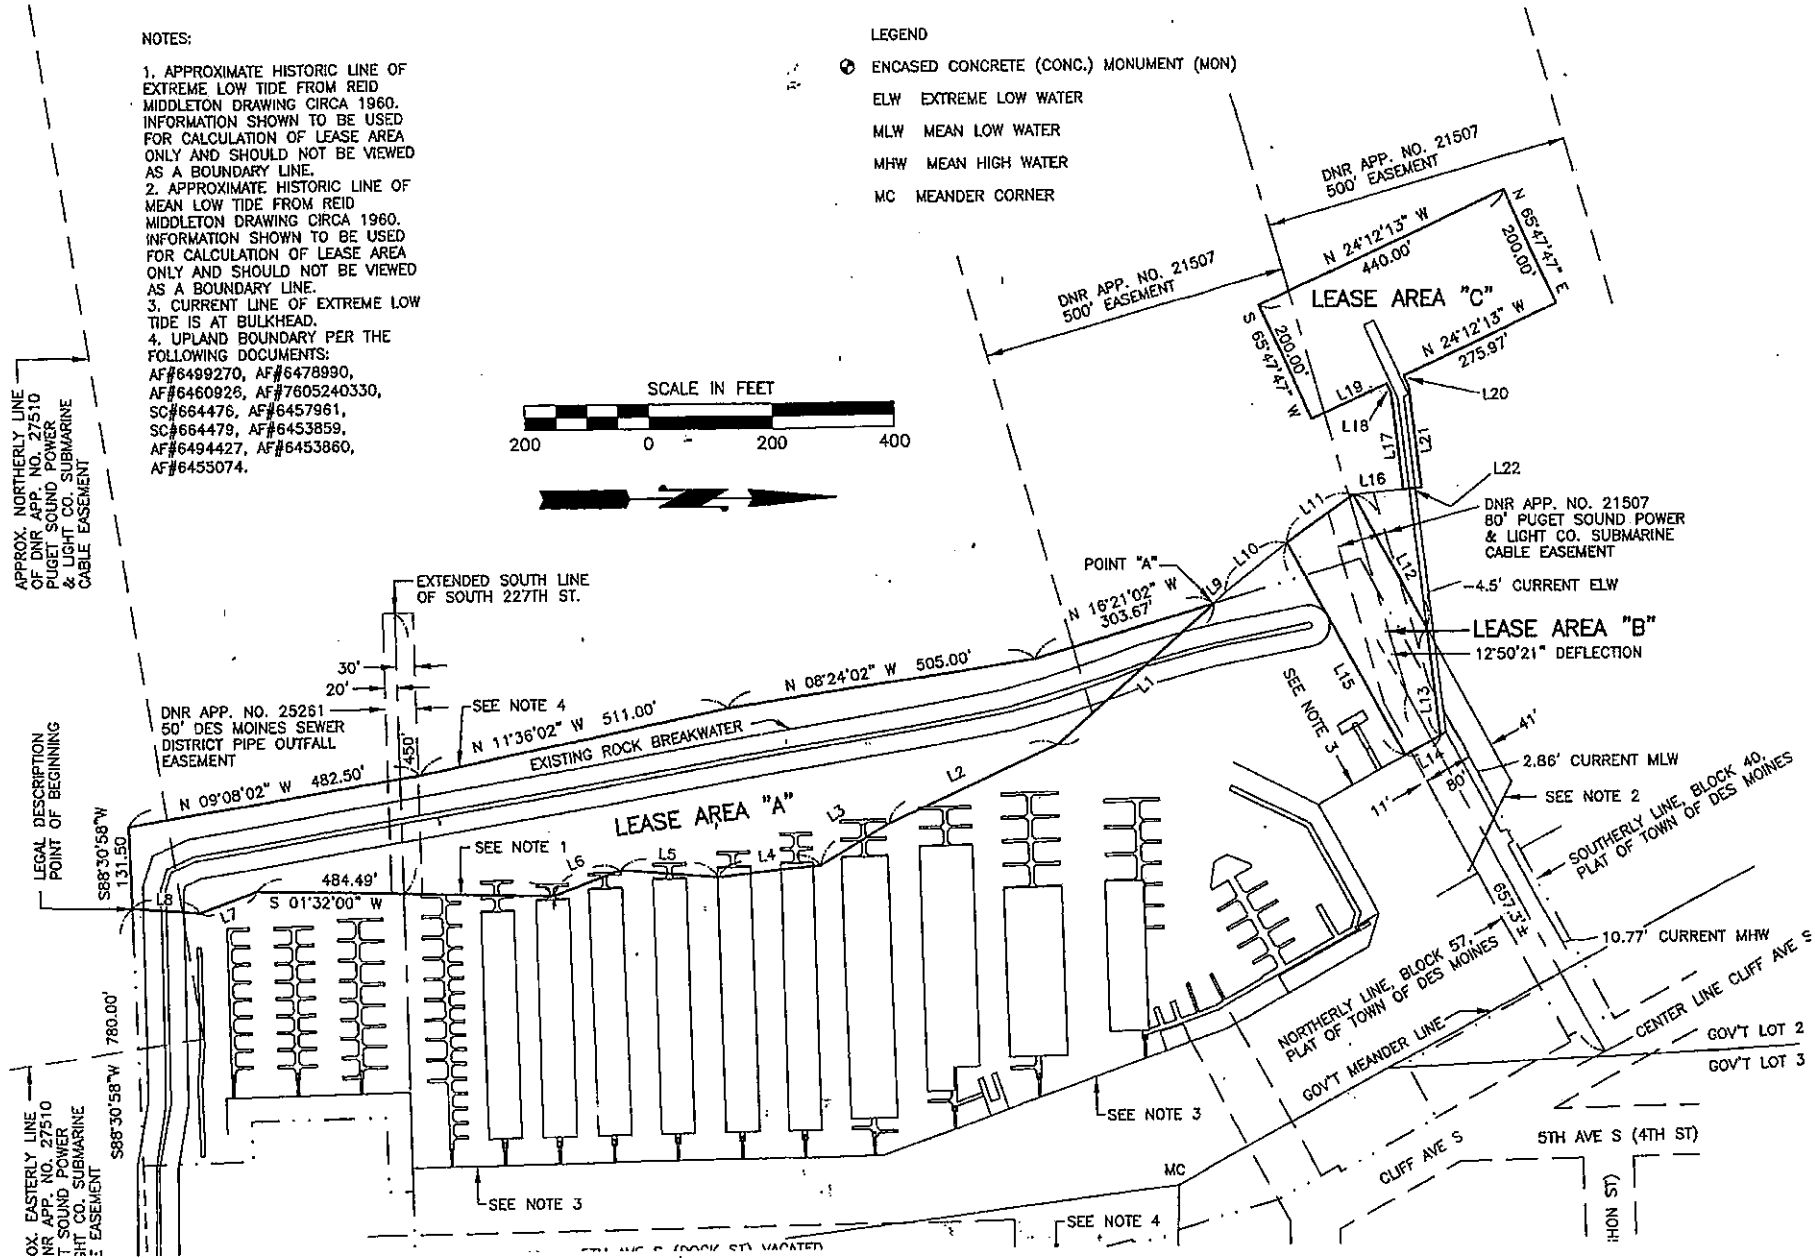 NOTES:
1. APPROXIMATE HISTORIC LINE OF
EXTREME LOW TIDE FROM REID
MIDDLETON DRAWING CIRCA 1960.
INFORMATION SHOWN TO BE USED
FOR CALCULATION OF LEASE AREA
ONLY AND SHOULD NOT BE VIEWED
AS A BOUNDARY LINE.
2. APPROXIMATE HISTORIC LINE OF
MEAN LOW TIDE FROM REID
MIDDLETON DRAWING CIRCA 1960.
INFORMATION SHOWN TO BE USED
FOR CALCULATION OF LEASE AREA
ONLY AND SHOULD NOT BE VIEWED
AS A BOUNDARY LINE.
3. CURRENT LINE OF EXTREME LOW
TIDE IS AT BULKHEAD.
4. UPLAND BOUNDARY PER THE
FOLLOWING DOCUMENTS:
AF#6499270, AF#6478990,
AF#6460926, AF#7605240330,
SC#664476, AF#6457961,
SC#664479, AF#6453859,
AF#6494427, AF#6453860,
AF#6455074.
LEGEND
ENCASED CONCRETE (CONC.) MONUMENT (MON)
ELW EXTREME LOW WATER
MLW MEAN LOW WATER
MHW MEAN HIGH WATER
MC MEANDER CORNER
SCALE IN FEET
200 0 200 400
APPROX. NORTHERLY LINE
OF DNR APP. NO. 27510
PUGET SOUND POWER
& LIGHT CO. SUBMARINE
CABLE EASEMENT
DNR APP. NO. 21507
500' EASEMENT
DNR APP. NO. 21507
500' EASEMENT
N 24°12'13" W
440.00'
N 65°47'47" E
200.00'
LEASE AREA "C"
S 65°47'47" W
200.00'
N 24°12'13" W
275.97'
L19
L20
L18
L17
L21
L16
L22
L11
DNR APP. NO. 21507
80' PUGET SOUND POWER
& LIGHT CO. SUBMARINE
CABLE EASEMENT
L10
L12
POINT "A"
L9
-4.5' CURRENT ELW
EXTENDED SOUTH LINE
OF SOUTH 227TH ST.
N 16°21'02" W
303.67'
LEASE AREA "B"
12°50'21" DEFLECTION
30'
20'
N 08°24'02" W 505.00'
L1
L15
L13
SEE NOTE 3
DNR APP. NO. 25261
50' DES MOINES SEWER
DISTRICT PIPE OUTFALL
EASEMENT
SEE NOTE 4
450'
N 11°36'02" W 511.00'
EXISTING ROCK BREAKWATER
41'
L14
80'
11'
2.86' CURRENT MLW
SEE NOTE 2
LEGAL DESCRIPTION
POINT OF BEGINING
N 09°08'02" W 482.50'
S88°30'58"W
131.50
LEASE AREA "A"
L2
L3
SEE NOTE 1
L6
L5
L4
484.49'
S 01°32'00" W
L8
L7
SOUTHERLY LINE, BLOCK 40,
PLAT OF TOWN OF DES MOINES
10.77' CURRENT MHW
NORTHERLY LINE, BLOCK 57,
PLAT OF TOWN OF DES MOINES
GOV'T MEANDER LINE
CENTER LINE CLIFF AVE S
GOV'T LOT 2
GOV'T LOT 3
S88°30'58"W 780.00'
OX. EASTERLY LINE
NR APP. NO. 27510
T SOUND POWER
GHT CO. SUBMARINE
E EASEMENT
SEE NOTE 3
SEE NOTE 3
MC
CLIFF AVE S
5TH AVE S (4TH ST)
SEE NOTE 4
5TH AVE S (DOCK ST) VACATED